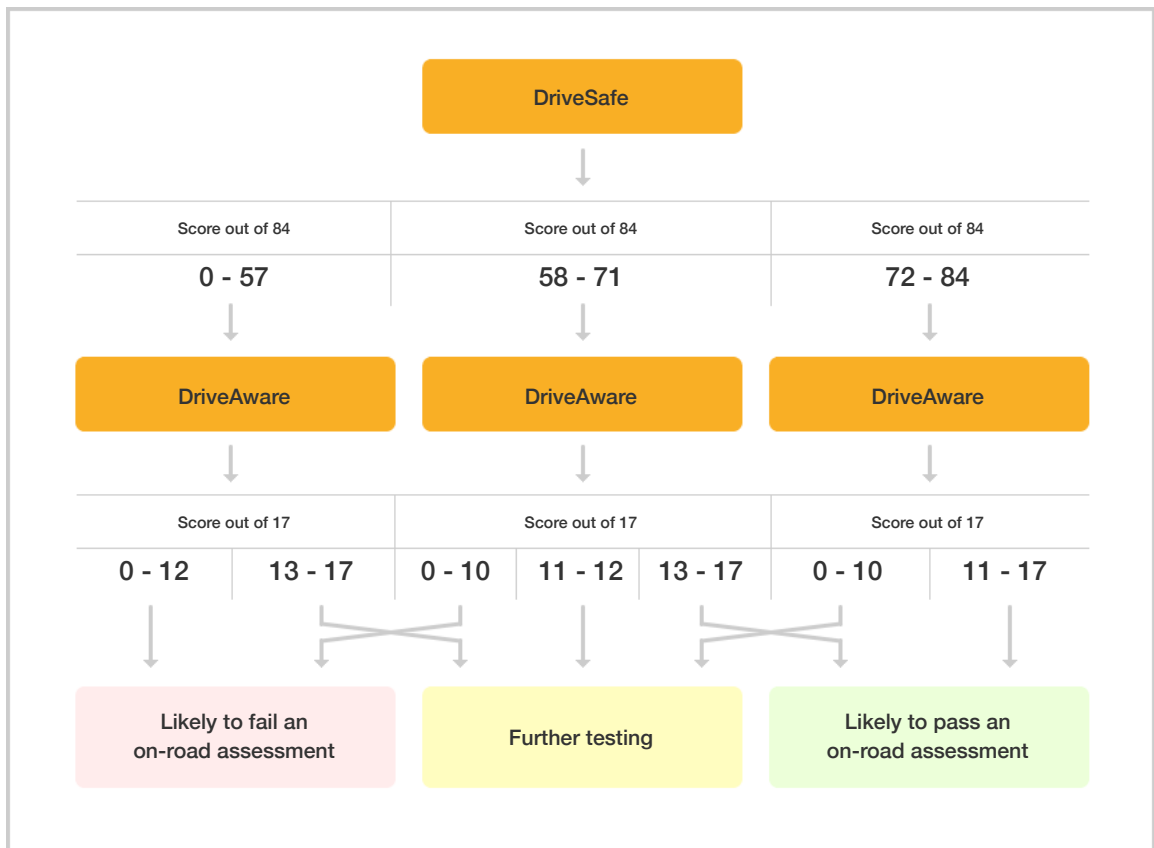 DriveSafe
Score out of 84
Score out of 84
Score out of 84
0 - 57
58 - 71
72 - 84
DriveAware
DriveAware
DriveAware
Score out of 17
Score out of 17
Score out of 17
0 - 12
13 - 17
0 - 10
11 - 12
13 - 17
0 - 10
11 - 17
Likely to fail an
on-road assessment
Further testing
Likely to pass an
on-road assessment